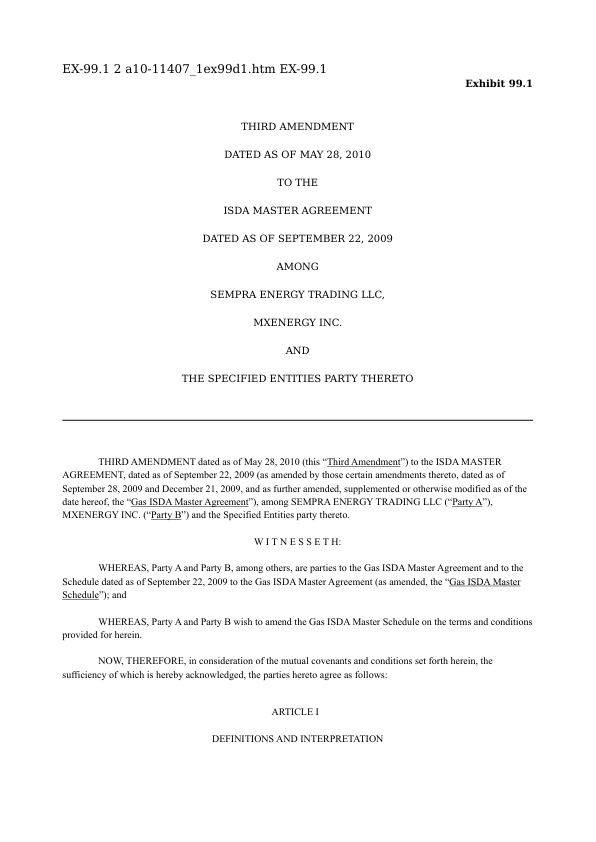 EX-99.1 2 a10-11407_1ex99d1.htm EX-99.1
Exhibit 99.1
THIRD AMENDMENT
DATED AS OF MAY 28, 2010
TO THE
ISDA MASTER AGREEMENT
DATED AS OF SEPTEMBER 22, 2009
AMONG
SEMPRA ENERGY TRADING LLC,
MXENERGY INC.
AND
THE SPECIFIED ENTITIES PARTY THERETO
THIRD AMENDMENT dated as of May 28, 2010 (this “Third Amendment”) to the ISDA MASTER
AGREEMENT, dated as of September 22, 2009 (as amended by those certain amendments thereto, dated as of
September 28, 2009 and December 21, 2009, and as further amended, supplemented or otherwise modified as of the
date hereof, the “Gas ISDA Master Agreement”), among SEMPRA ENERGY TRADING LLC (“Party A”),
MXENERGY INC. (“Party B”) and the Specified Entities party thereto.
W I T N E S S E T H:
WHEREAS, Party A and Party B, among others, are parties to the Gas ISDA Master Agreement and to the
Schedule dated as of September 22, 2009 to the Gas ISDA Master Agreement (as amended, the “Gas ISDA Master
Schedule”); and
WHEREAS, Party A and Party B wish to amend the Gas ISDA Master Schedule on the terms and conditions
provided for herein.
NOW, THEREFORE, in consideration of the mutual covenants and conditions set forth herein, the
sufficiency of which is hereby acknowledged, the parties hereto agree as follows:
ARTICLE I
DEFINITIONS AND INTERPRETATION